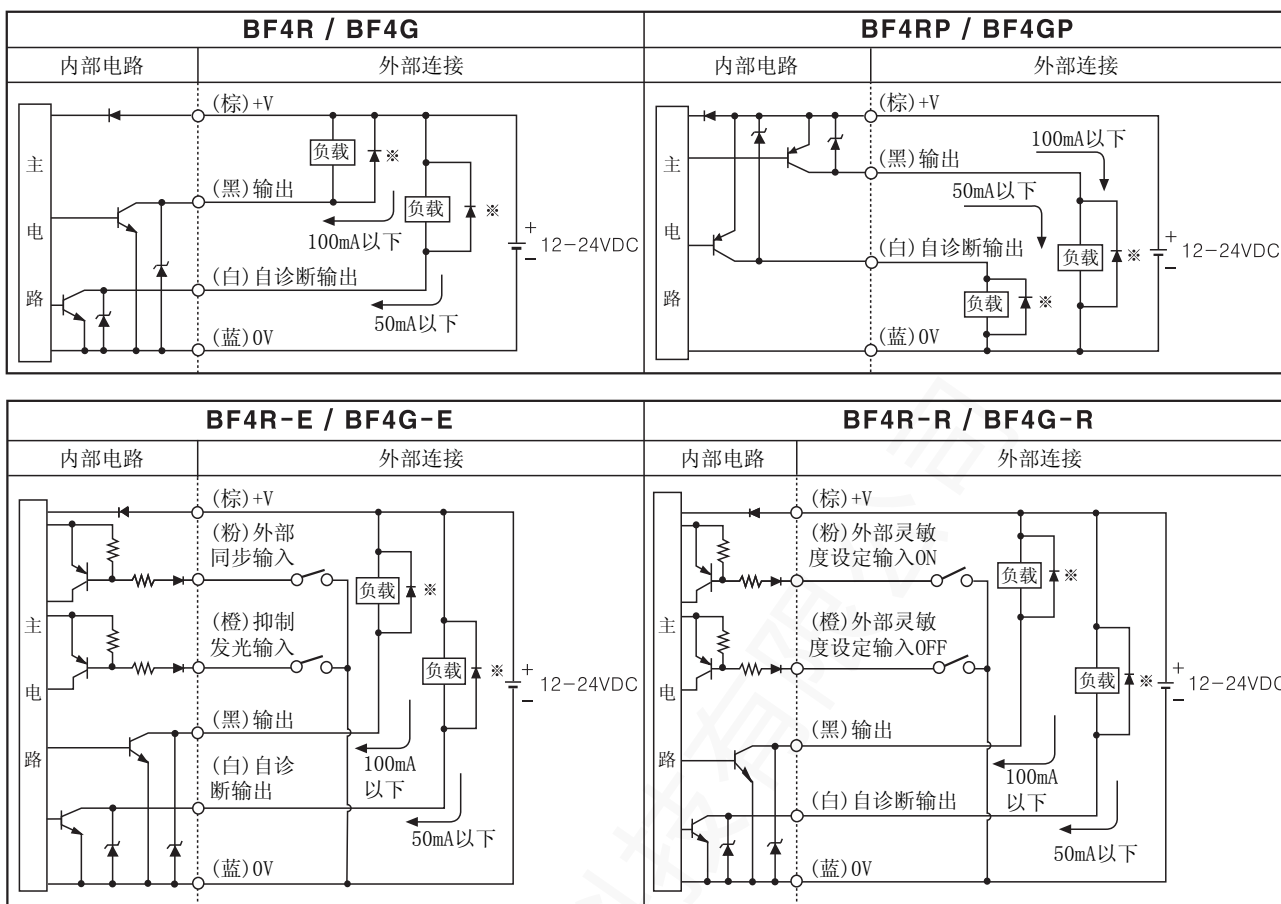 BF4R / BF4G
内部电路
外部连接
主
电
路
(棕)+V
负载
※
(黑)输出
负载
※
100mA以下
+
12-24VDC
-
(白)自诊断输出
50mA以下
(蓝)0V
BF4RP / BF4GP
内部电路
外部连接
主
电
路
(棕)+V
100mA以下
(黑)输出
50mA以下
(白)自诊断输出
负载
※
+
12-24VDC
-
负载
※
(蓝)0V
BF4R-E / BF4G-E
内部电路
外部连接
主
电
路
(棕)+V
(粉)外部
同步输入
负载
※
(橙)抑制
发光输入
负载
※
+
12-24VDC
-
(黑)输出
100mA
以下
(白)自诊
断输出
50mA以下
(蓝)0V
BF4R-R / BF4G-R
内部电路
外部连接
主
电
路
(棕)+V
(粉)外部灵敏
度设定输入ON
负载
※
(橙)外部灵敏
度设定输入OFF
负载
※
+
12-24VDC
-
(黑)输出
100mA
以下
(白)自诊断输出
50mA以下
(蓝)0V
科技有限公司